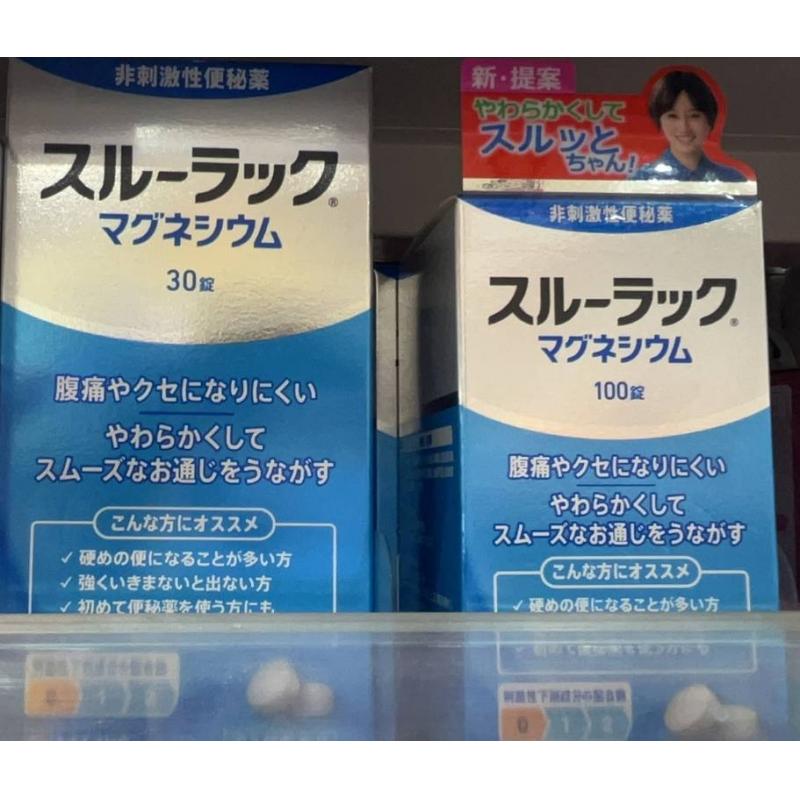 非刺激性便秘薬
スルーラック®
マグネシウム
30錠
腹痛やクセになりにくい
やわらかくして
スムーズなお通じをうながす
こんな方にオススメ
✓ 硬めの便になることが多い方
✓ 強くいきまないと出ない方
✓ 初めて便秘薬を使う方にも
0 1 2
新・提案
やわらかくして
スルッと
ちゃん!
非刺激性便秘薬
スルーラック®
マグネシウム
100錠
腹痛やクセになりにくい
やわらかくして
スムーズなお通じをうながす
こんな方にオススメ
✓ 硬めの便になることが多い方
0 1 2